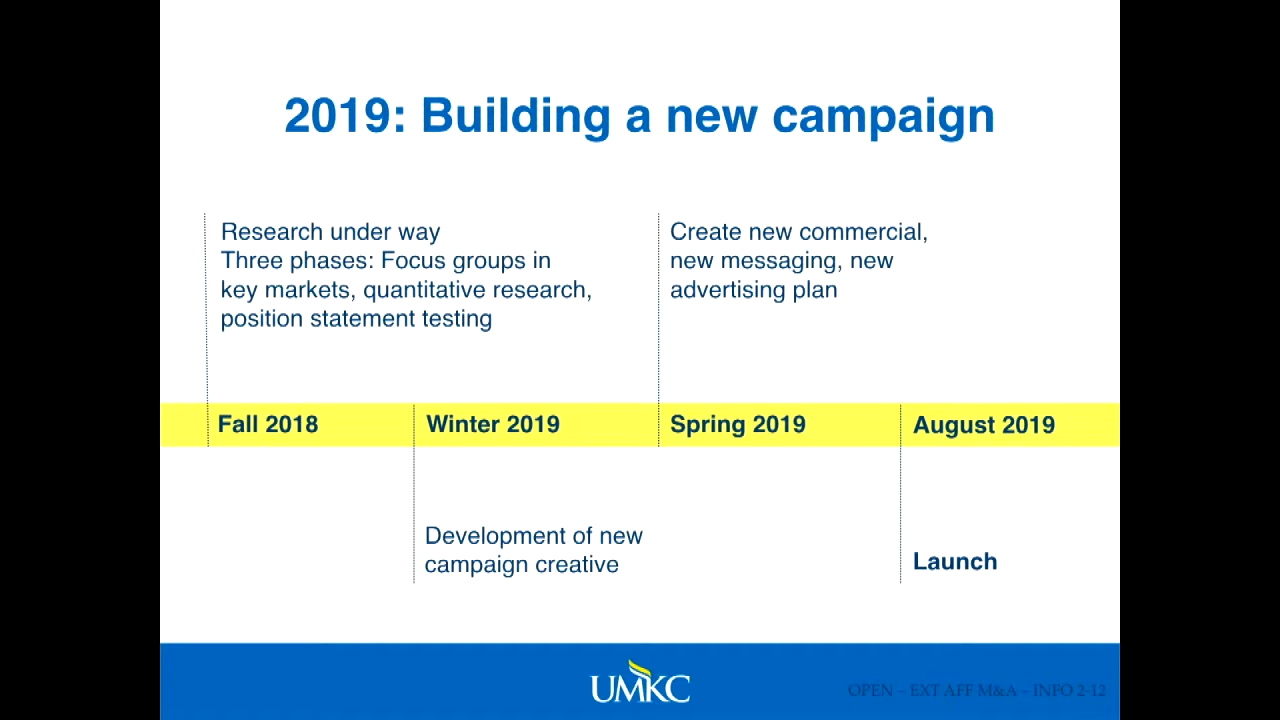 2019: Building a new campaign
Research under way
Three phases: Focus groups in
key markets, quantitative research,
position statement testing
Create new commercial,
new messaging, new
advertising plan
Fall 2018
Winter 2019
Spring 2019
August 2019
Development of new
campaign creative
Launch
UMKC
OPEN – EXT AFF M&A – INFO 2-12